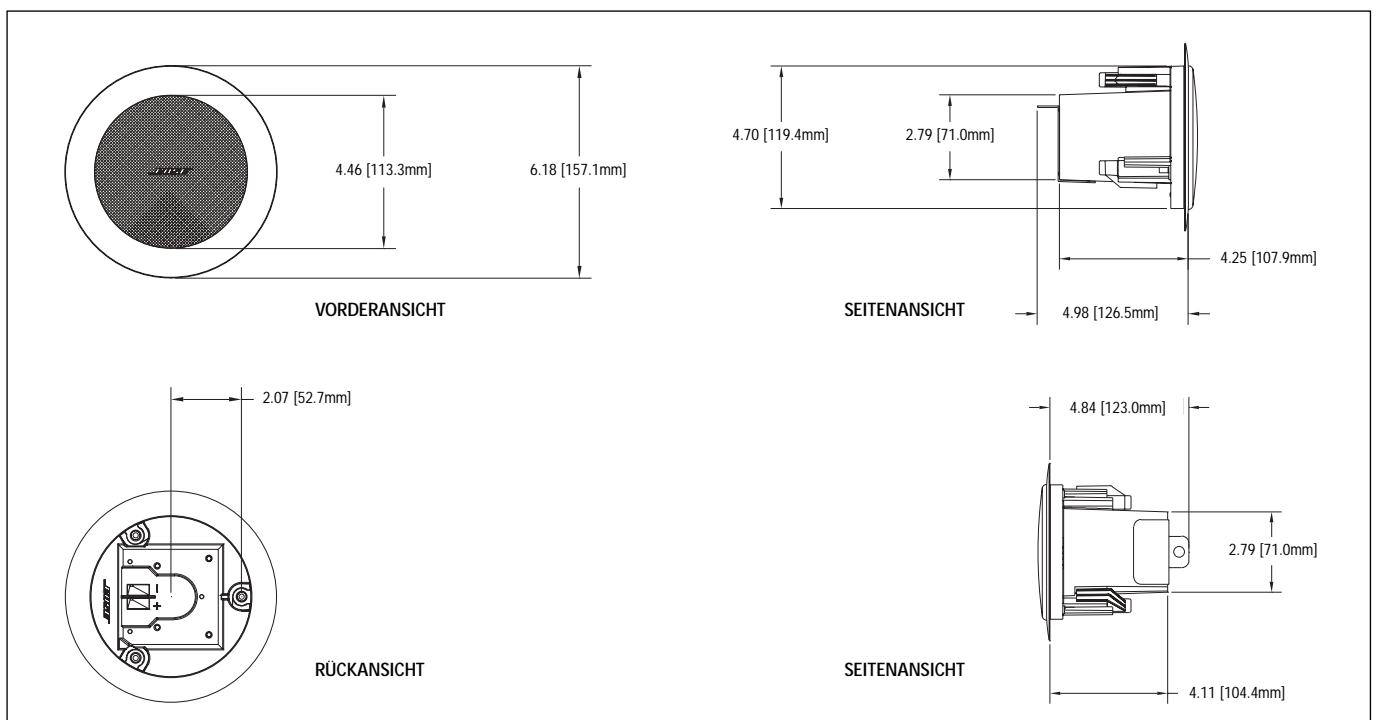 4.46 [113.3mm]
6.18 [157.1mm]
VORDERANSICHT
4.70 [119.4mm]
2.79 [71.0mm]
4.25 [107.9mm]
4.98 [126.5mm]
SEITENANSICHT
2.07 [52.7mm]
-
+
RÜCKANSICHT
4.84 [123.0mm]
2.79 [71.0mm]
4.11 [104.4mm]
SEITENANSICHT